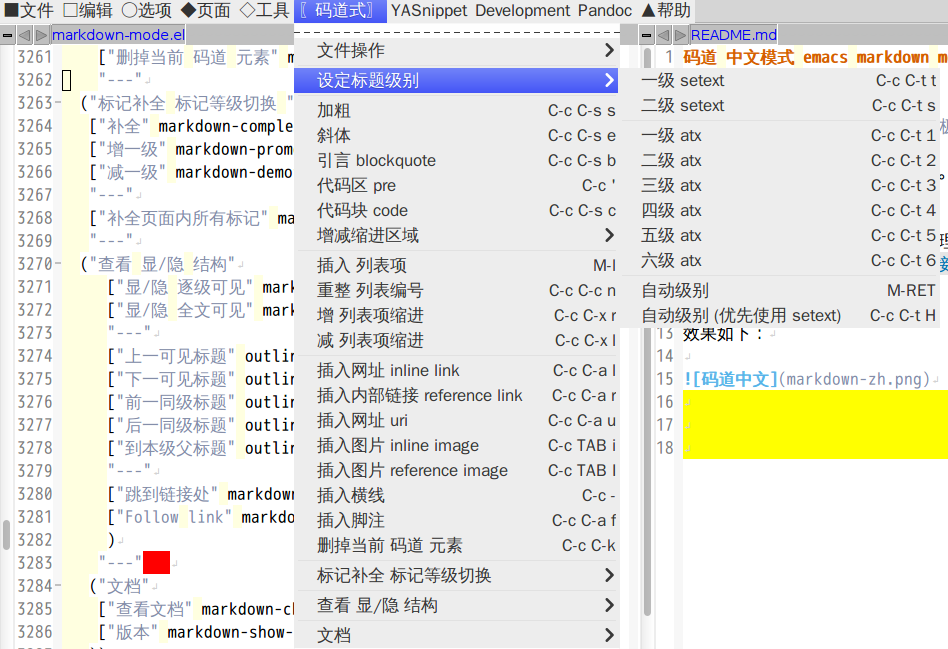 ■文件 □编辑 ○选项 ◆页面 ◇工具 〖码道式〗 YASnippet Development Pandoc ▲帮助
markdown-mode.el
3261 ["删掉当前 码道 元素" m
3262 "---"
3263 ("标记补全 标记等级切换 "
3264 ["补全" markdown-comple
3265 ["增一级" markdown-prom
3266 ["减一级" markdown-demo
3267 "---"
3268 ["补全页面内所有标记" ma
3269 "---"
3270 ("查看 显/隐 结构"
3271 ["显/隐 逐级可见" mark
3272 ["显/隐 全文可见" mark
3273 "---"
3274 ["上一可见标题" outlin
3275 ["下一可见标题" outlin
3276 ["前一同级标题" outlin
3277 ["后一同级标题" outlin
3278 ["到本级父标题" outlin
3279 "---"
3280 ["跳到链接处" markdown
3281 ["Follow link" markdo
3282 )
3283 "---"
3284 ("文档"
3285 ["查看文档" markdown-ch
3286 ["版本" markdown-show-
文件操作
设定标题级别
加粗 C-c C-s s
斜体 C-c C-s e
引言 blockquote C-c C-s b
代码区 pre C-c '
代码块 code C-c C-s c
增减缩进区域
插入 列表项 M-l
重整 列表编号 C-c C-c n
增 列表项缩进 C-c C-x r
减 列表项缩进 C-c C-x l
插入网址 inline link C-c C-a l
插入内部链接 reference link C-c C-a r
插入网址 uri C-c C-a u
插入图片 inline image C-c TAB i
插入图片 reference image C-c TAB I
插入横线 C-c -
插入脚注 C-c C-a f
删掉当前 码道 元素 C-c C-k
标记补全 标记等级切换
查看 显/隐 结构
文档
README.md
1 码道 中文模式 emacs markdown m
一级 setext C-c C-t t
二级 setext C-c C-t s
一级 atx C-c C-t 1
二级 atx C-c C-t 2
三级 atx C-c C-t 3
四级 atx C-c C-t 4
五级 atx C-c C-t 5
六级 atx C-c C-t 6
自动级别 M-RET
自动级别 (优先使用 setext) C-c C-t H
13 效果如下：
14
15 ![码道中文](markdown-zh.png)
16
17
18